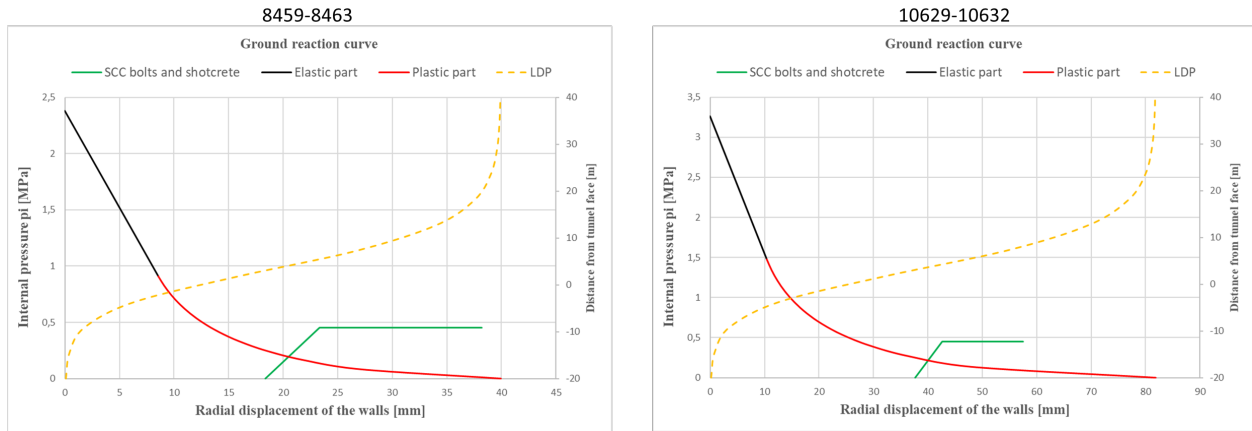 8459-8463
Ground reaction curve
SCC bolts and shotcrete Elastic part Plastic part LDP
2,5
2
1,5
1
0,5
0
Internal pressure pi [MPa]
40
30
20
10
0
-10
-20
Distance from tunnel face [m]
0 5 10 15 20 25 30 35 40 45
Radial displacement of the walls [mm]
10629-10632
Ground reaction curve
SCC bolts and shotcrete Elastic part Plastic part LDP
3,5
3
2,5
2
1,5
1
0,5
0
Internal pressure pi [MPa]
40
30
20
10
0
-10
-20
Distance from tunnel face [m]
0 10 20 30 40 50 60 70 80 90
Radial displacement of the walls [mm]